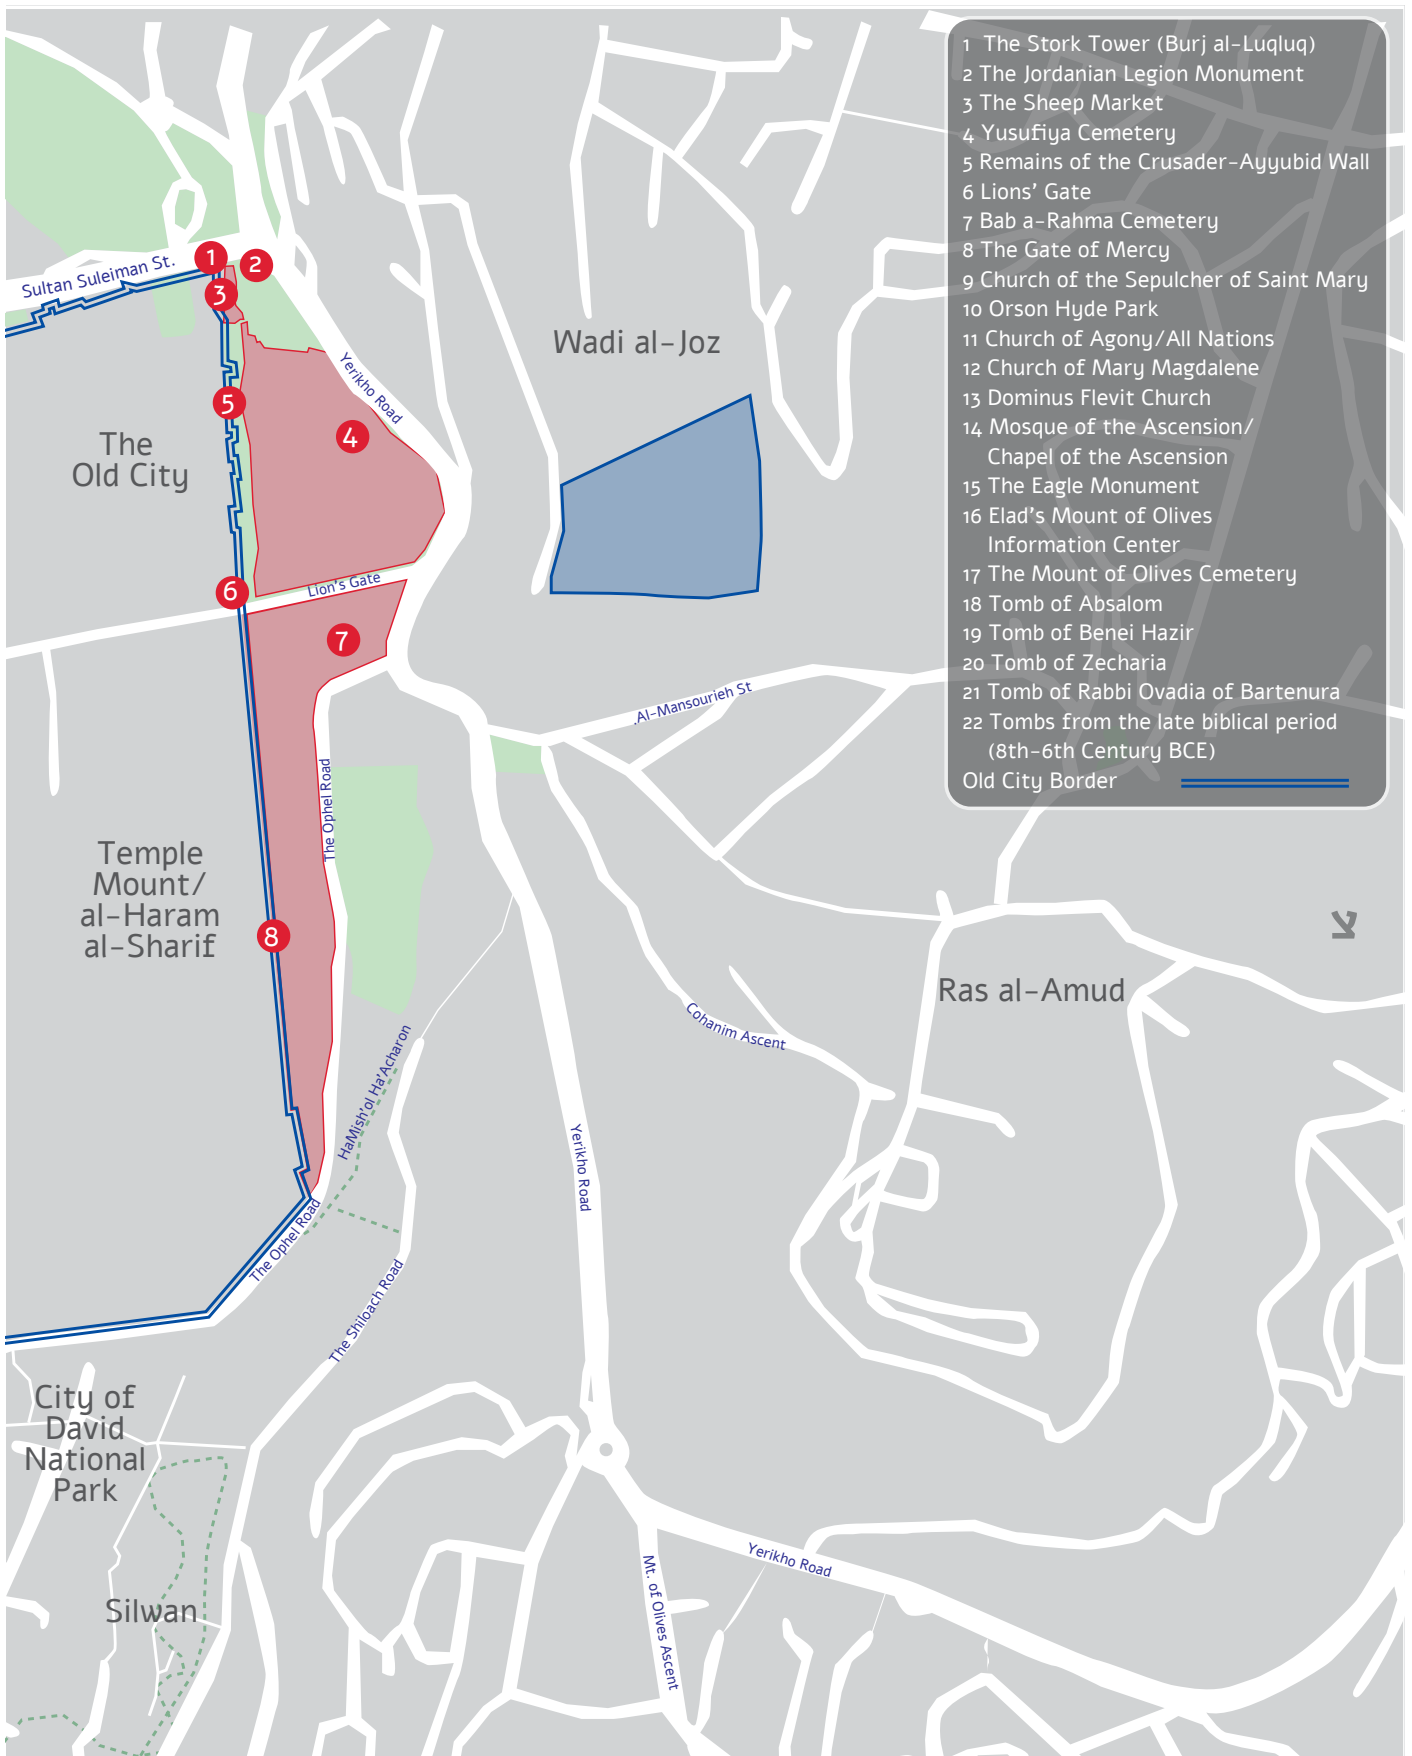 1 The Stork Tower (Burj al-Luqluq)
2 The Jordanian Legion Monument
3 The Sheep Market
4 Yusufiya Cemetery
5 Remains of the Crusader-Ayyubid Wall
6 Lions' Gate
7 Bab a-Rahma Cemetery
8 The Gate of Mercy
9 Church of the Sepulcher of Saint Mary
10 Orson Hyde Park
11 Church of Agony/All Nations
12 Church of Mary Magdalene
13 Dominus Flevit Church
14 Mosque of the Ascension/
Chapel of the Ascension
15 The Eagle Monument
16 Elad's Mount of Olives
Information Center
17 The Mount of Olives Cemetery
18 Tomb of Absalom
19 Tomb of Benei Hazir
20 Tomb of Zecharia
21 Tomb of Rabbi Ovadia of Bartenura
22 Tombs from the late biblical period
(8th-6th Century BCE)
Old City Border
1
2
Sultan Suleiman St.
3
Wadi al-Joz
Yerikho Road
5
4
The
Old City
6
Lion's Gate
7
.Al-Mansourieh St
The Ophel Road
Temple
Mount/
al-Haram
al-Sharif
8
צ
Ras al-Amud
Cohanim Ascent
HaMish'ol Ha'Acharon
Yerikho Road
The Ophel Road
The Shiloach Road
City of
David
National
Park
Yerikho Road
Mt. of Olives Ascent
Silwan